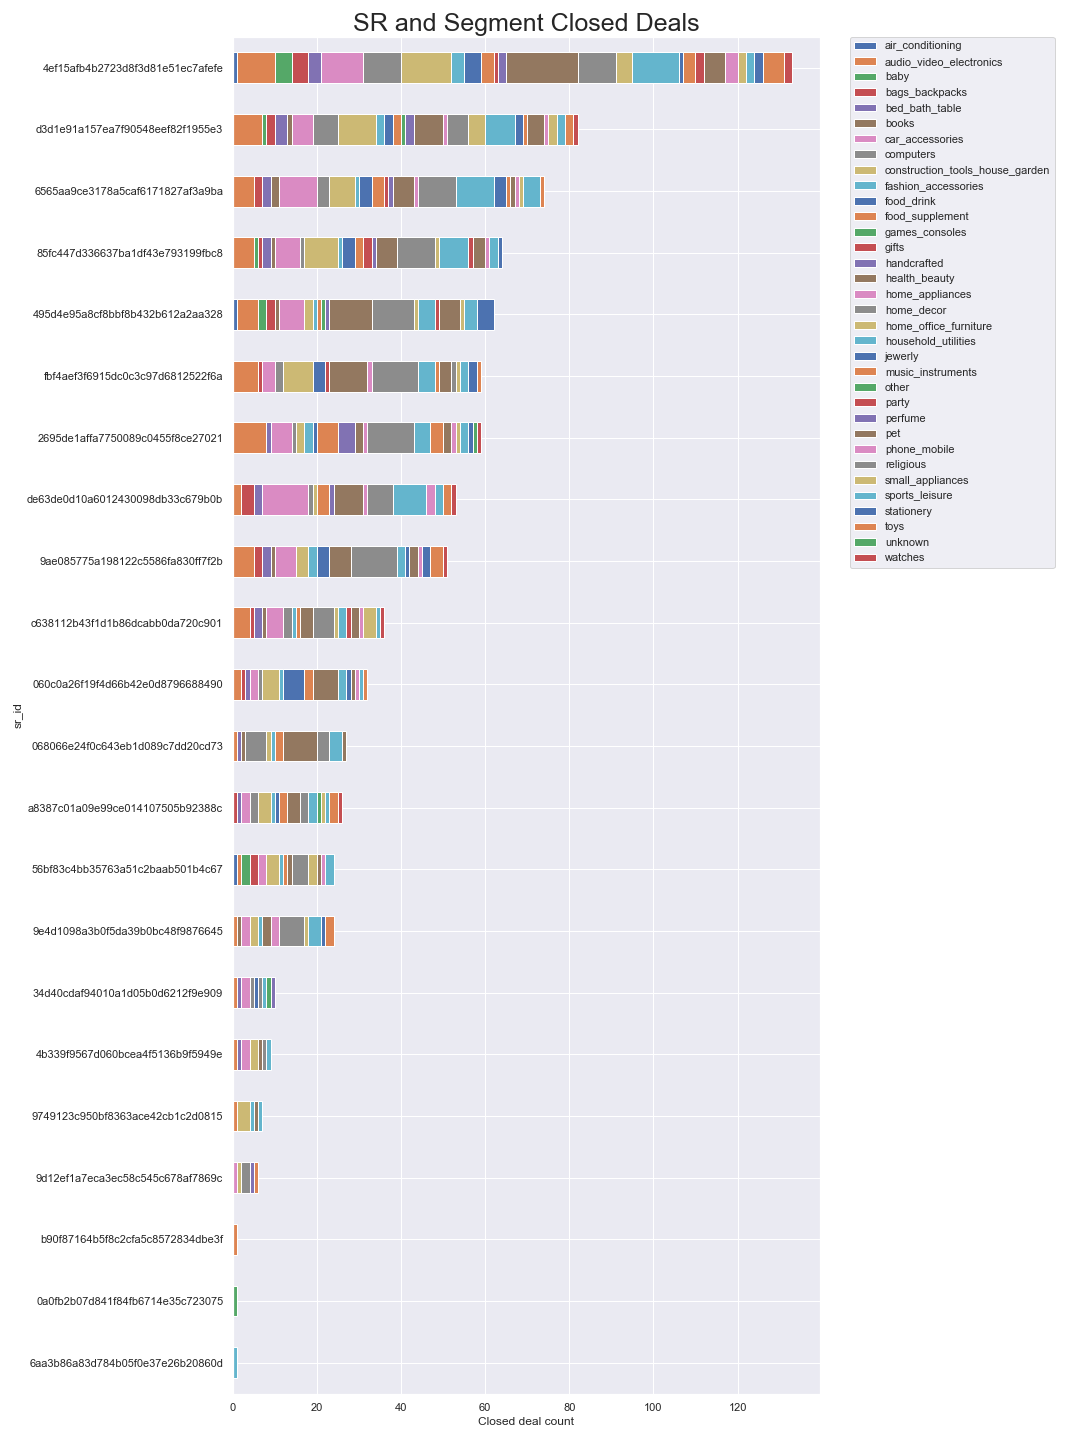 SR and Segment Closed Deals
4ef15afb4b2723d8f3d81e51ec7afefe
d3d1e91a157ea7f90548eef82f1955e3
6565aa9ce3178a5caf6171827af3a9ba
85fc447d336637ba1df43e793199fbc8
495d4e95a8cf8bbf8b432b612a2aa328
fbf4aef3f6915dc0c3c97d6812522f6a
2695de1affa7750089c0455f8ce27021
de63de0d10a6012430098db33c679b0b
9ae085775a198122c5586fa830ff7f2b
c638112b43f1d1b86dcabb0da720c901
060c0a26f19f4d66b42e0d8796688490
068066e24f0c643eb1d089c7dd20cd73
a8387c01a09e99ce014107505b92388c
56bf83c4bb35763a51c2baab501b4c67
9e4d1098a3b0f5da39b0bc48f9876645
34d40cdaf94010a1d05b0d6212f9e909
4b339f9567d060bcea4f5136b9f5949e
9749123c950bf8363ace42cb1c2d0815
9d12ef1a7eca3ec58c545c678af7869c
b90f87164b5f8c2cfa5c8572834dbe3f
0a0fb2b07d841f84fb6714e35c723075
6aa3b86a83d784b05f0e37e26b20860d
sr_id
0 20 40 60 80 100 120
Closed deal count
air_conditioning
audio_video_electronics
baby
bags_backpacks
bed_bath_table
books
car_accessories
computers
construction_tools_house_garden
fashion_accessories
food_drink
food_supplement
games_consoles
gifts
handcrafted
health_beauty
home_appliances
home_decor
home_office_furniture
household_utilities
jewerly
music_instruments
other
party
perfume
pet
phone_mobile
religious
small_appliances
sports_leisure
stationery
toys
unknown
watches